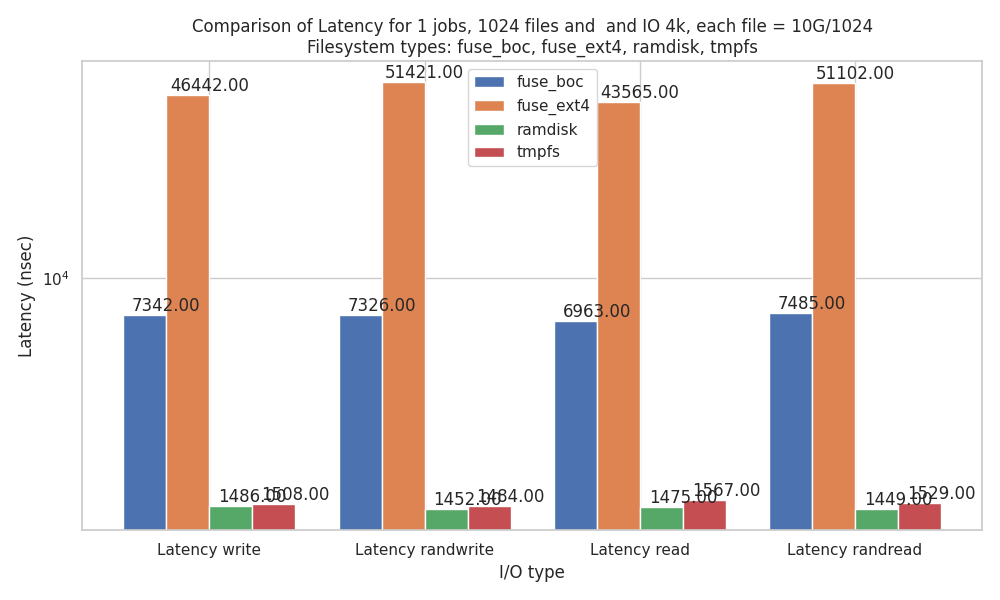 Comparison of Latency for 1 jobs, 1024 files and  and IO 4k, each file = 10G/1024
Filesystem types: fuse_boc, fuse_ext4, ramdisk, tmpfs
fuse_boc
fuse_ext4
ramdisk
tmpfs
46442.00
51421.00
43565.00
51102.00
7342.00
7326.00
6963.00
7485.00
1486.00
1508.00
1452.00
1484.00
1475.00
1567.00
1449.00
1529.00
Latency (nsec)
10⁴
Latency write
Latency randwrite
Latency read
Latency randread
I/O type